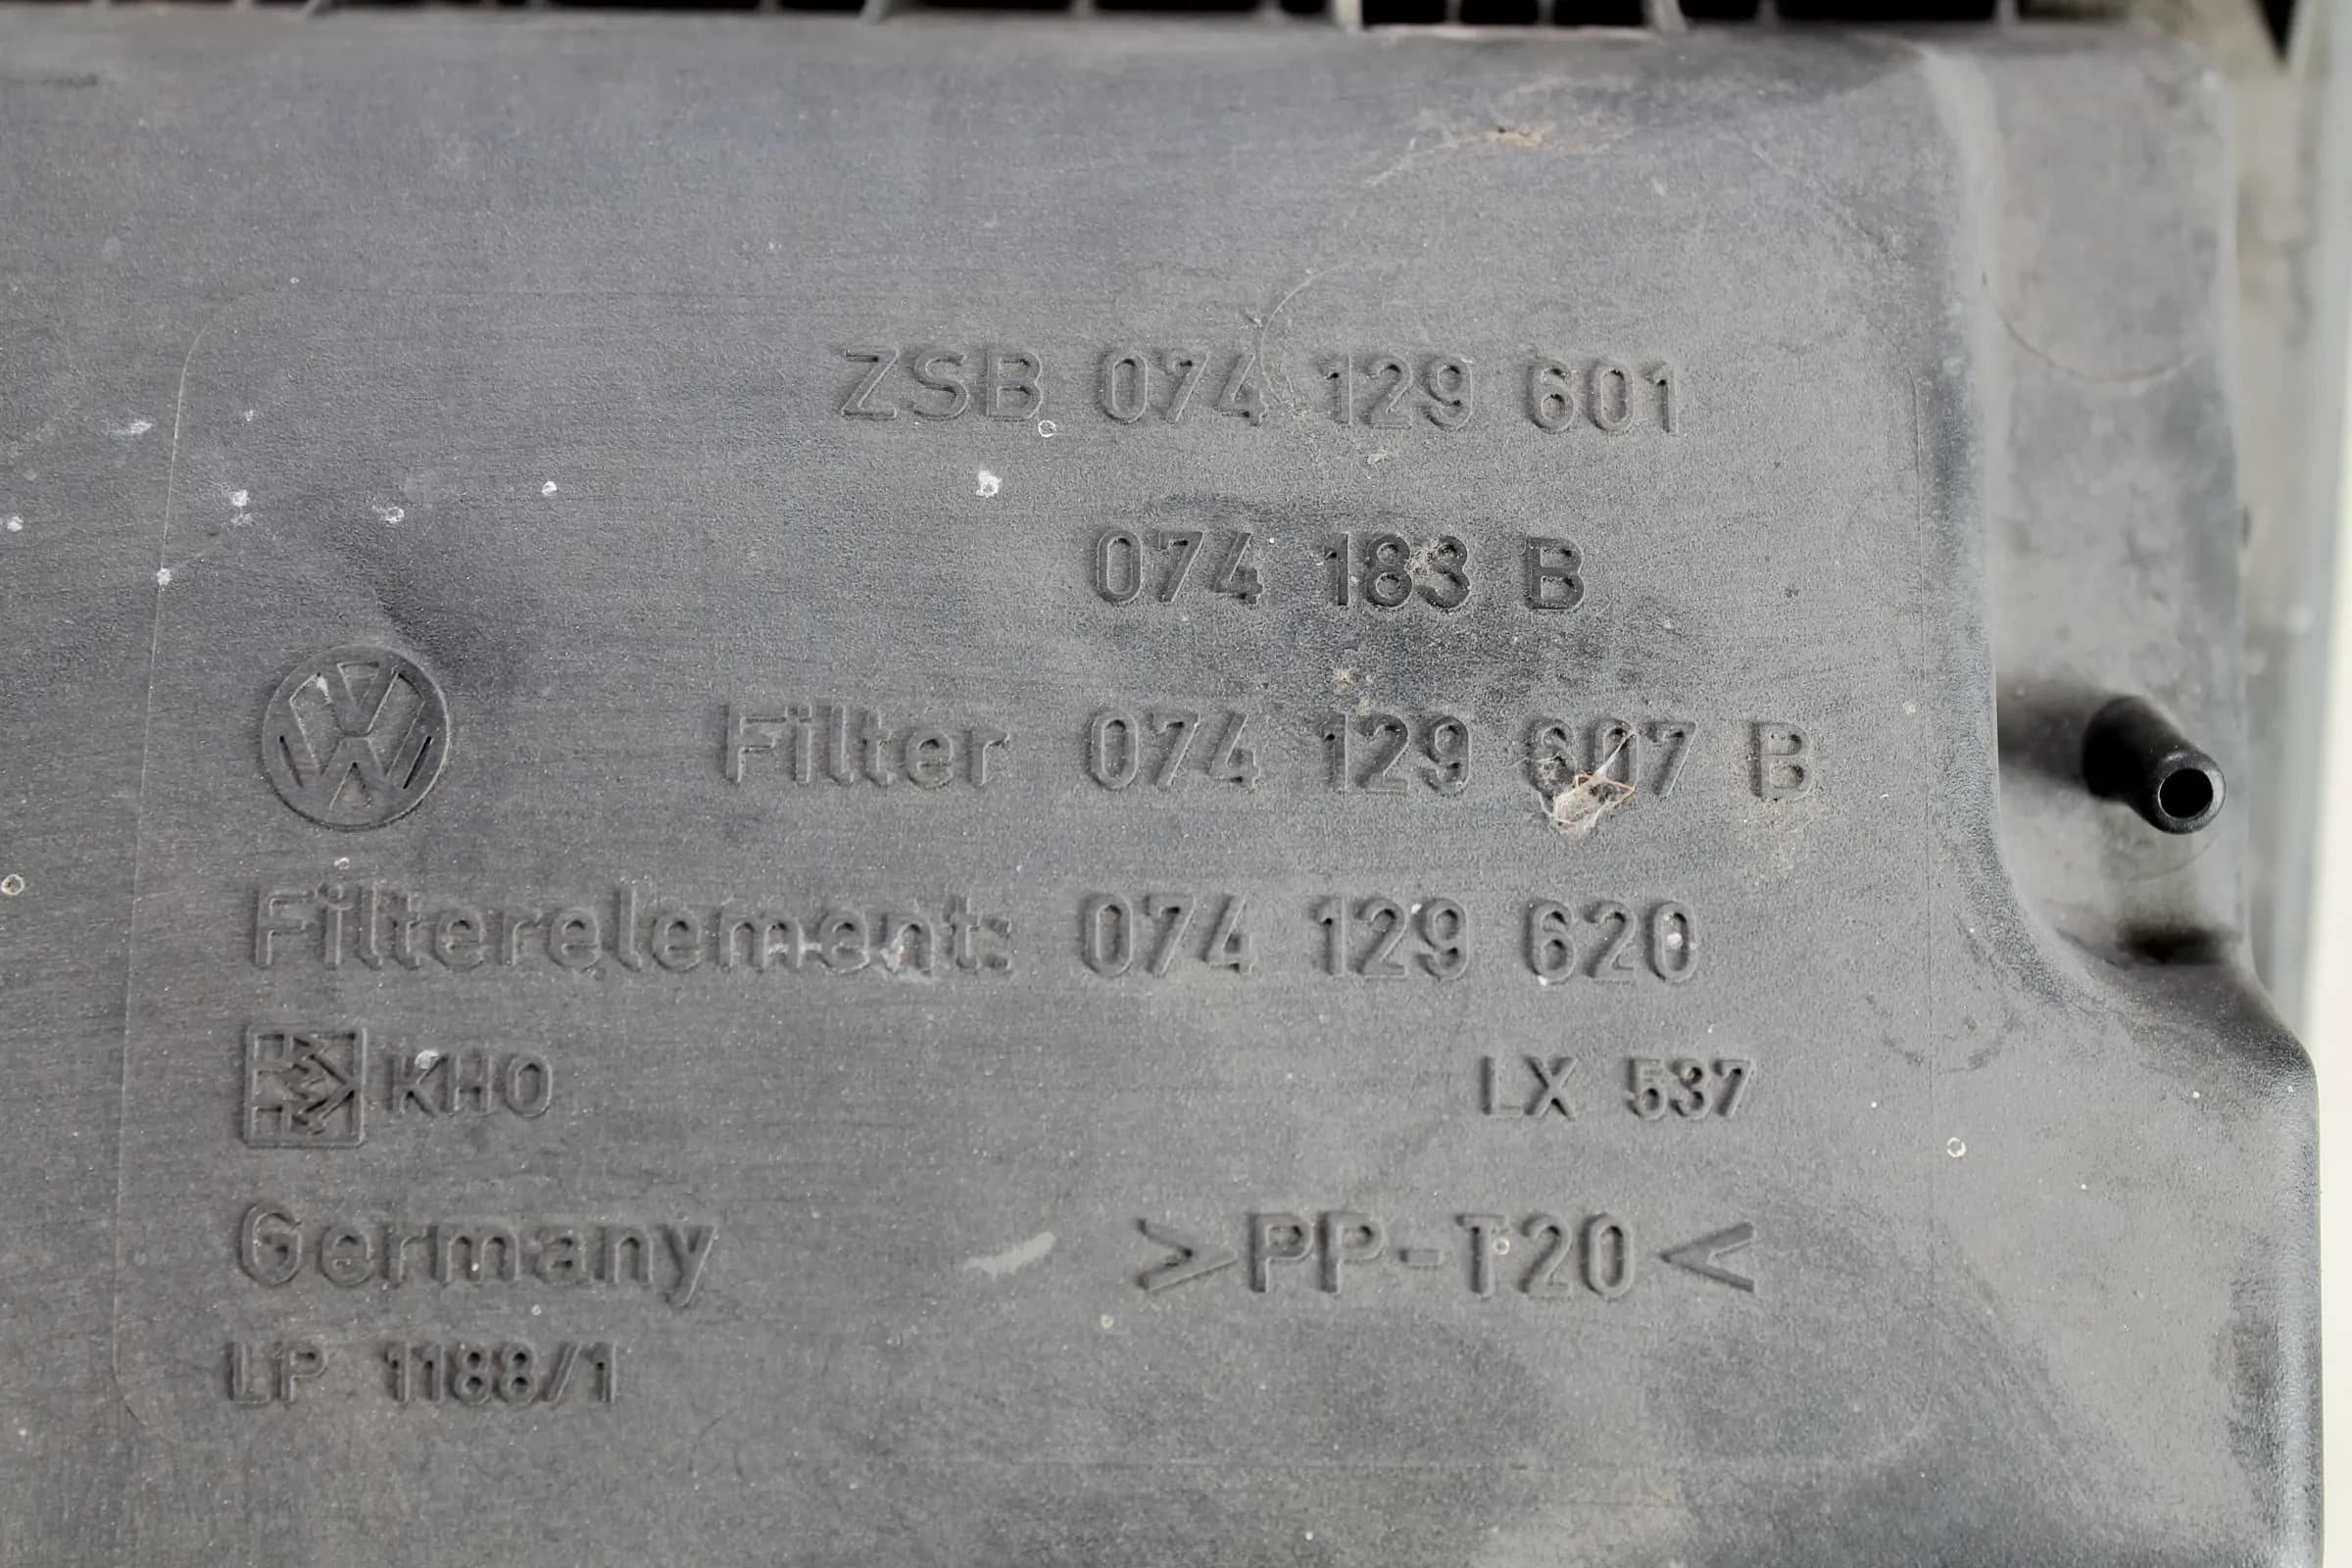 ZSB 074 129 601
074 183 B
Filter 074 129 607 B
Filterelement: 074 129 620
KHO LX 537
Germany >PP-T20<
LP 1188/1